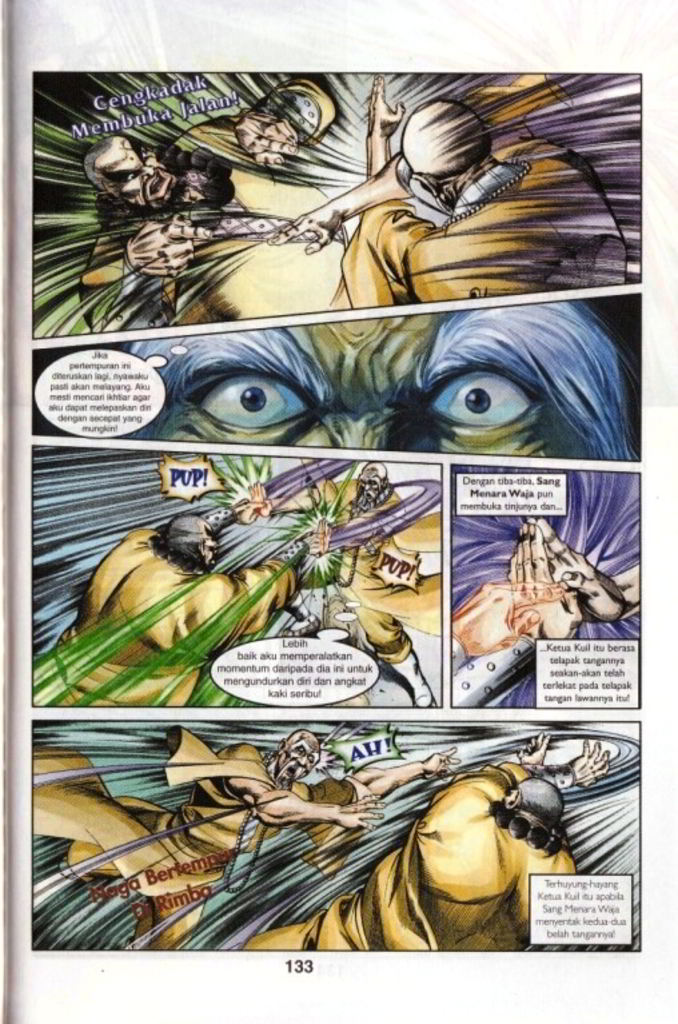 Cengkadak
Membuka Jalan!
Jika
pertempuran ini
diteruskan lagi, nyawaku
pasti akan melayang. Aku
mesti mencari ikhtiar agar
aku dapat melepaskan diri
dengan secepat yang
mungkin!
PUP!
PUP!
Lebih
baik aku memperalatkan
momentum daripada dia ini untuk
mengundurkan diri dan angkat
kaki seribu!
Dengan tiba-tiba, Sang
Menara Waja pun
membuka tinjunya dan...
...Ketua Kuil itu berasa
telapak tangannya
seakan-akan telah
terlekat pada telapak
tangan lawannya itu!
AH!
Naga Bertempur
Di Rimba
Terhuyung-hayang
Ketua Kuil itu apabila
Sang Menara Waja
menyentak kedua-dua
belah tangannya!
133